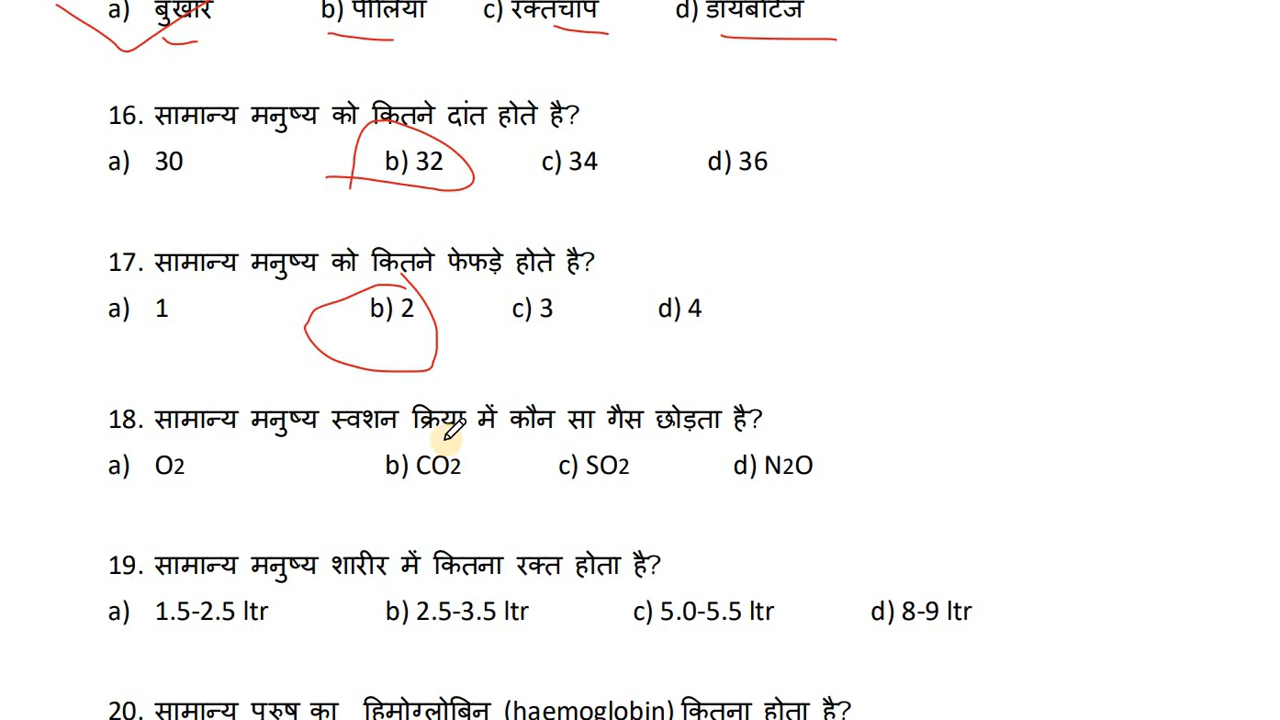 a) बुखार b) पीलिया c) रक्तचाप d) डायबीटिज
16. सामान्य मनुष्य को कितने दांत होते है?
a) 30 b) 32 c) 34 d) 36
17. सामान्य मनुष्य को कितने फेफड़े होते है?
a) 1 b) 2 c) 3 d) 4
18. सामान्य मनुष्य स्वशन क्रिया में कौन सा गैस छोड़ता है?
a) O2 b) CO2 c) SO2 d) N2O
19. सामान्य मनुष्य शारीर में कितना रक्त होता है?
a) 1.5-2.5 ltr b) 2.5-3.5 ltr c) 5.0-5.5 ltr d) 8-9 ltr
20. सामान्य पुरुष का हिमोग्लोबिन (haemoglobin) कितना होता है?